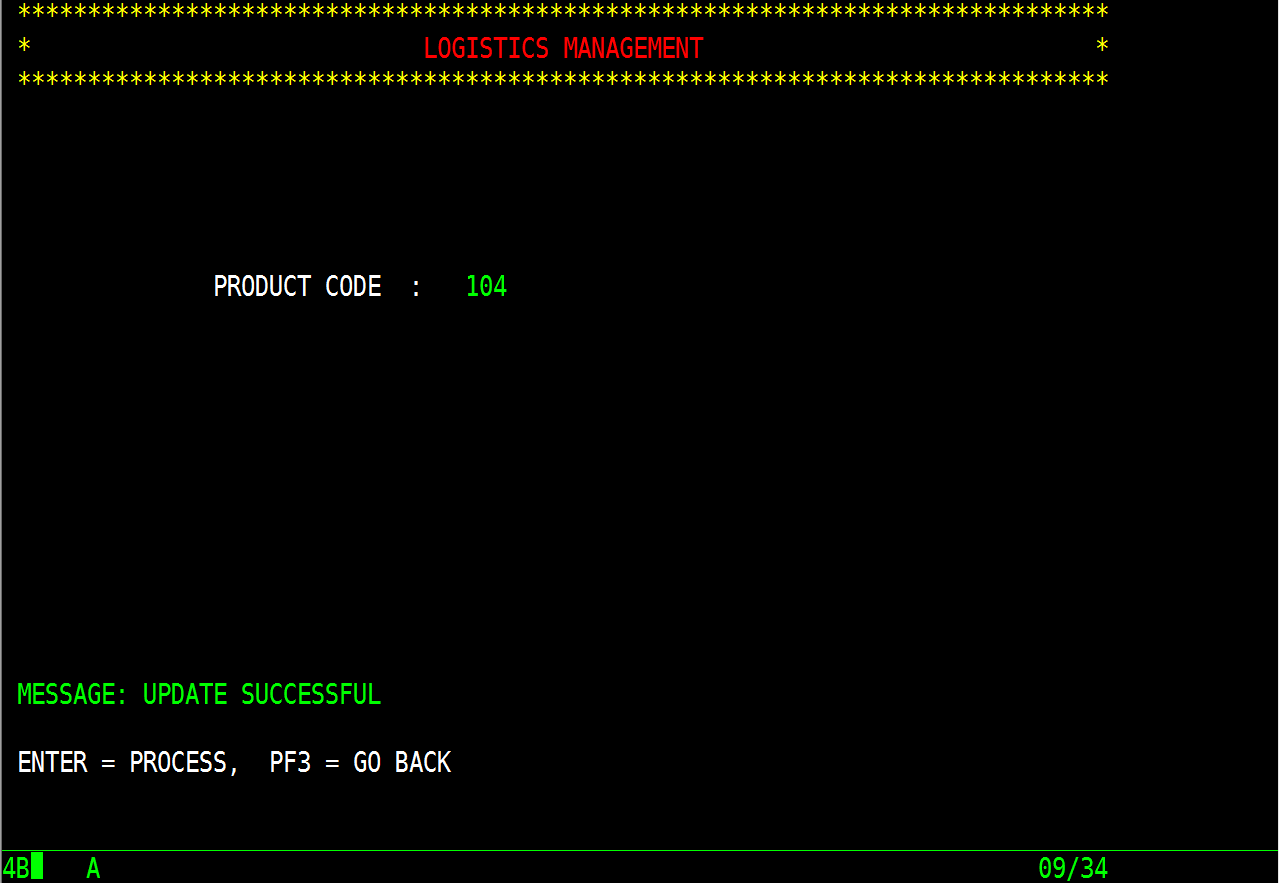 ******************************************************************************
* LOGISTICS MANAGEMENT *
******************************************************************************
PRODUCT CODE : 104
MESSAGE: UPDATE SUCCESSFUL
ENTER = PROCESS, PF3 = GO BACK
4B A 09/34